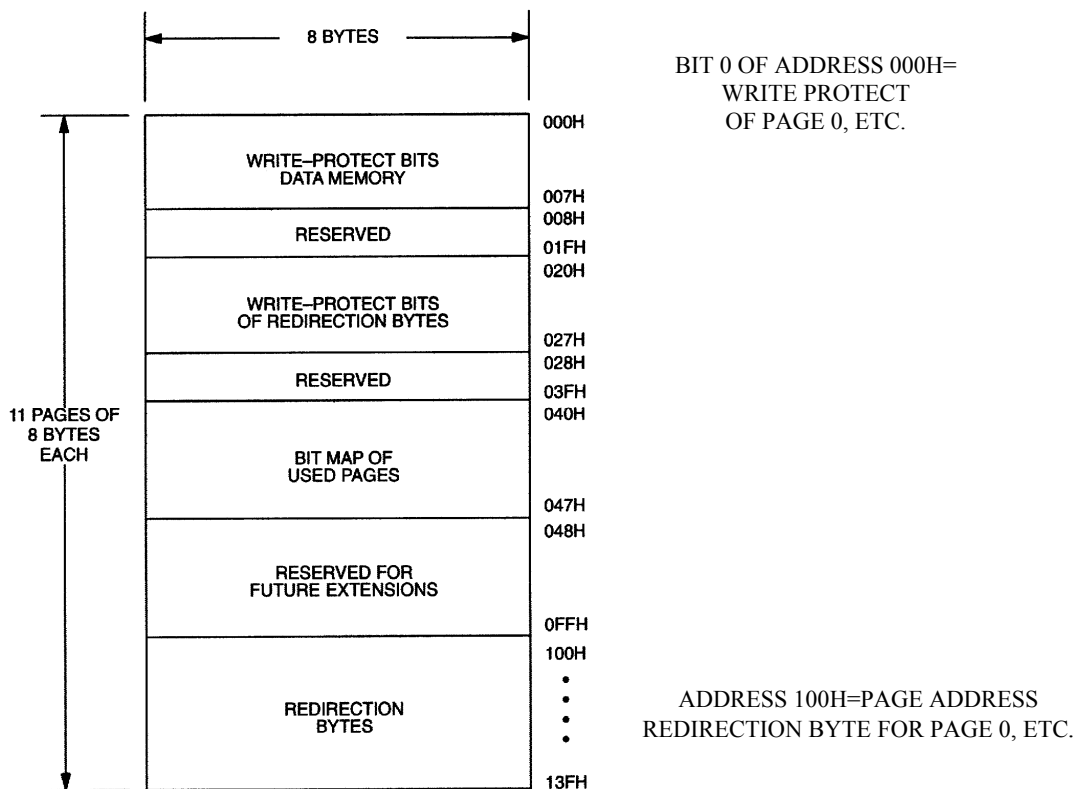 8 BYTES
BIT 0 OF ADDRESS 000H=
WRITE PROTECT
OF PAGE 0, ETC.
000H
WRITE–PROTECT BITS
DATA MEMORY
007H
008H
RESERVED
01FH
020H
WRITE–PROTECT BITS
OF REDIRECTION BYTES
027H
028H
RESERVED
03FH
11 PAGES OF
8 BYTES
EACH
040H
BIT MAP OF
USED PAGES
047H
048H
RESERVED FOR
FUTURE EXTENSIONS
0FFH
100H
REDIRECTION
BYTES
ADDRESS 100H=PAGE ADDRESS
REDIRECTION BYTE FOR PAGE 0, ETC.
13FH